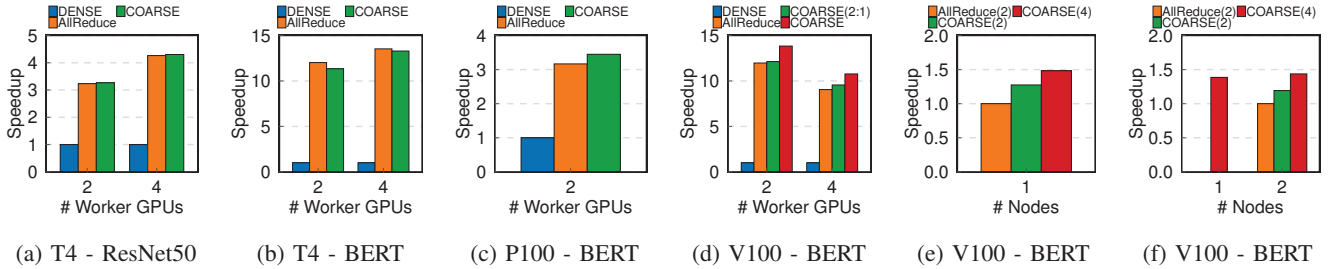 DENSE COARSE
AllReduce
Speedup
5
4
3
2
1
0
2 4
# Worker GPUs
(a) T4 - ResNet50
DENSE COARSE
AllReduce
Speedup
15
10
5
0
2 4
# Worker GPUs
(b) T4 - BERT
DENSE COARSE
AllReduce
Speedup
4
3
2
1
0
2
# Worker GPUs
(c) P100 - BERT
DENSE COARSE(2:1)
AllReduce COARSE
Speedup
15
10
5
0
2 4
# Worker GPUs
(d) V100 - BERT
AllReduce(2) COARSE(4)
COARSE(2)
Speedup
2.0
1.5
1.0
0.5
0.0
1
# Nodes
(e) V100 - BERT
AllReduce(2) COARSE(4)
COARSE(2)
Speedup
2.0
1.5
1.0
0.5
0.0
1 2
# Nodes
(f) V100 - BERT